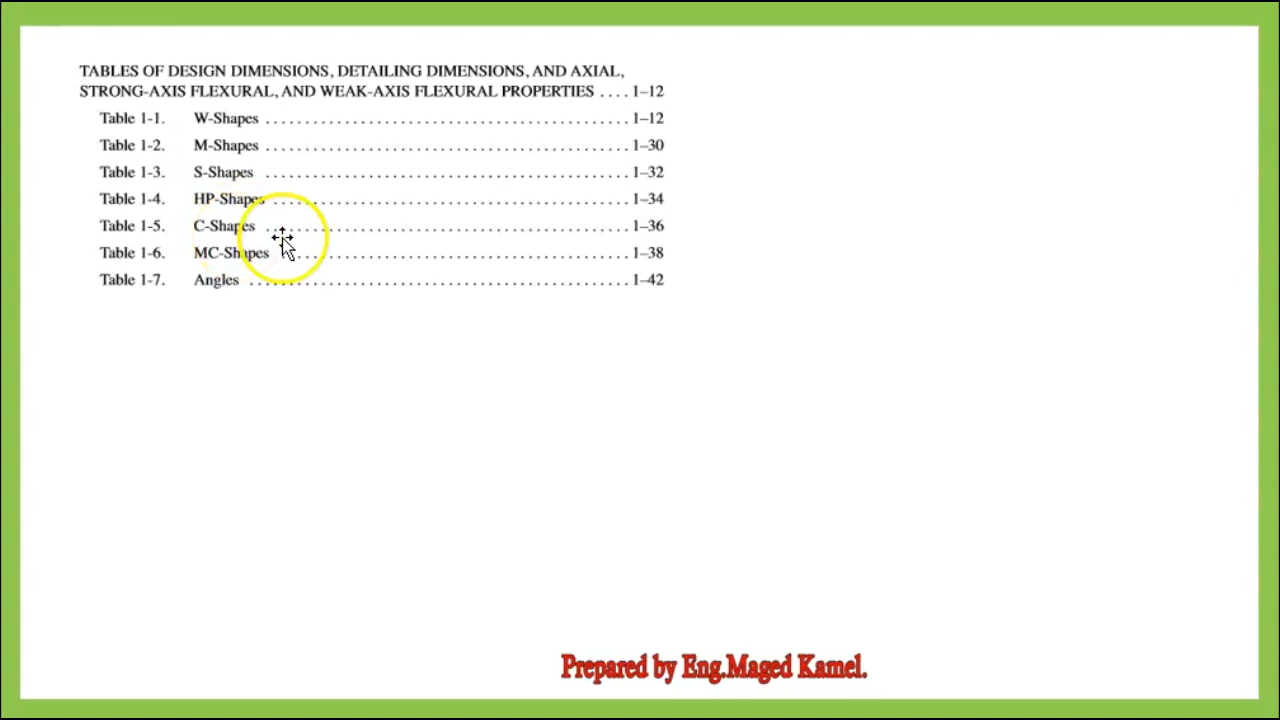 TABLES OF DESIGN DIMENSIONS, DETAILING DIMENSIONS, AND AXIAL,
STRONG-AXIS FLEXURAL, AND WEAK-AXIS FLEXURAL PROPERTIES .... 1–12
Table 1-1. W-Shapes ............................................... 1–12
Table 1-2. M-Shapes ............................................... 1–30
Table 1-3. S-Shapes ............................................... 1–32
Table 1-4. HP-Shapes .............................................. 1–34
Table 1-5. C-Shapes ............................................... 1–36
Table 1-6. MC-Shapes .............................................. 1–38
Table 1-7. Angles ................................................. 1–42
Prepared by Eng.Maged Kamel.